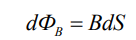 dΦ_B = BdS